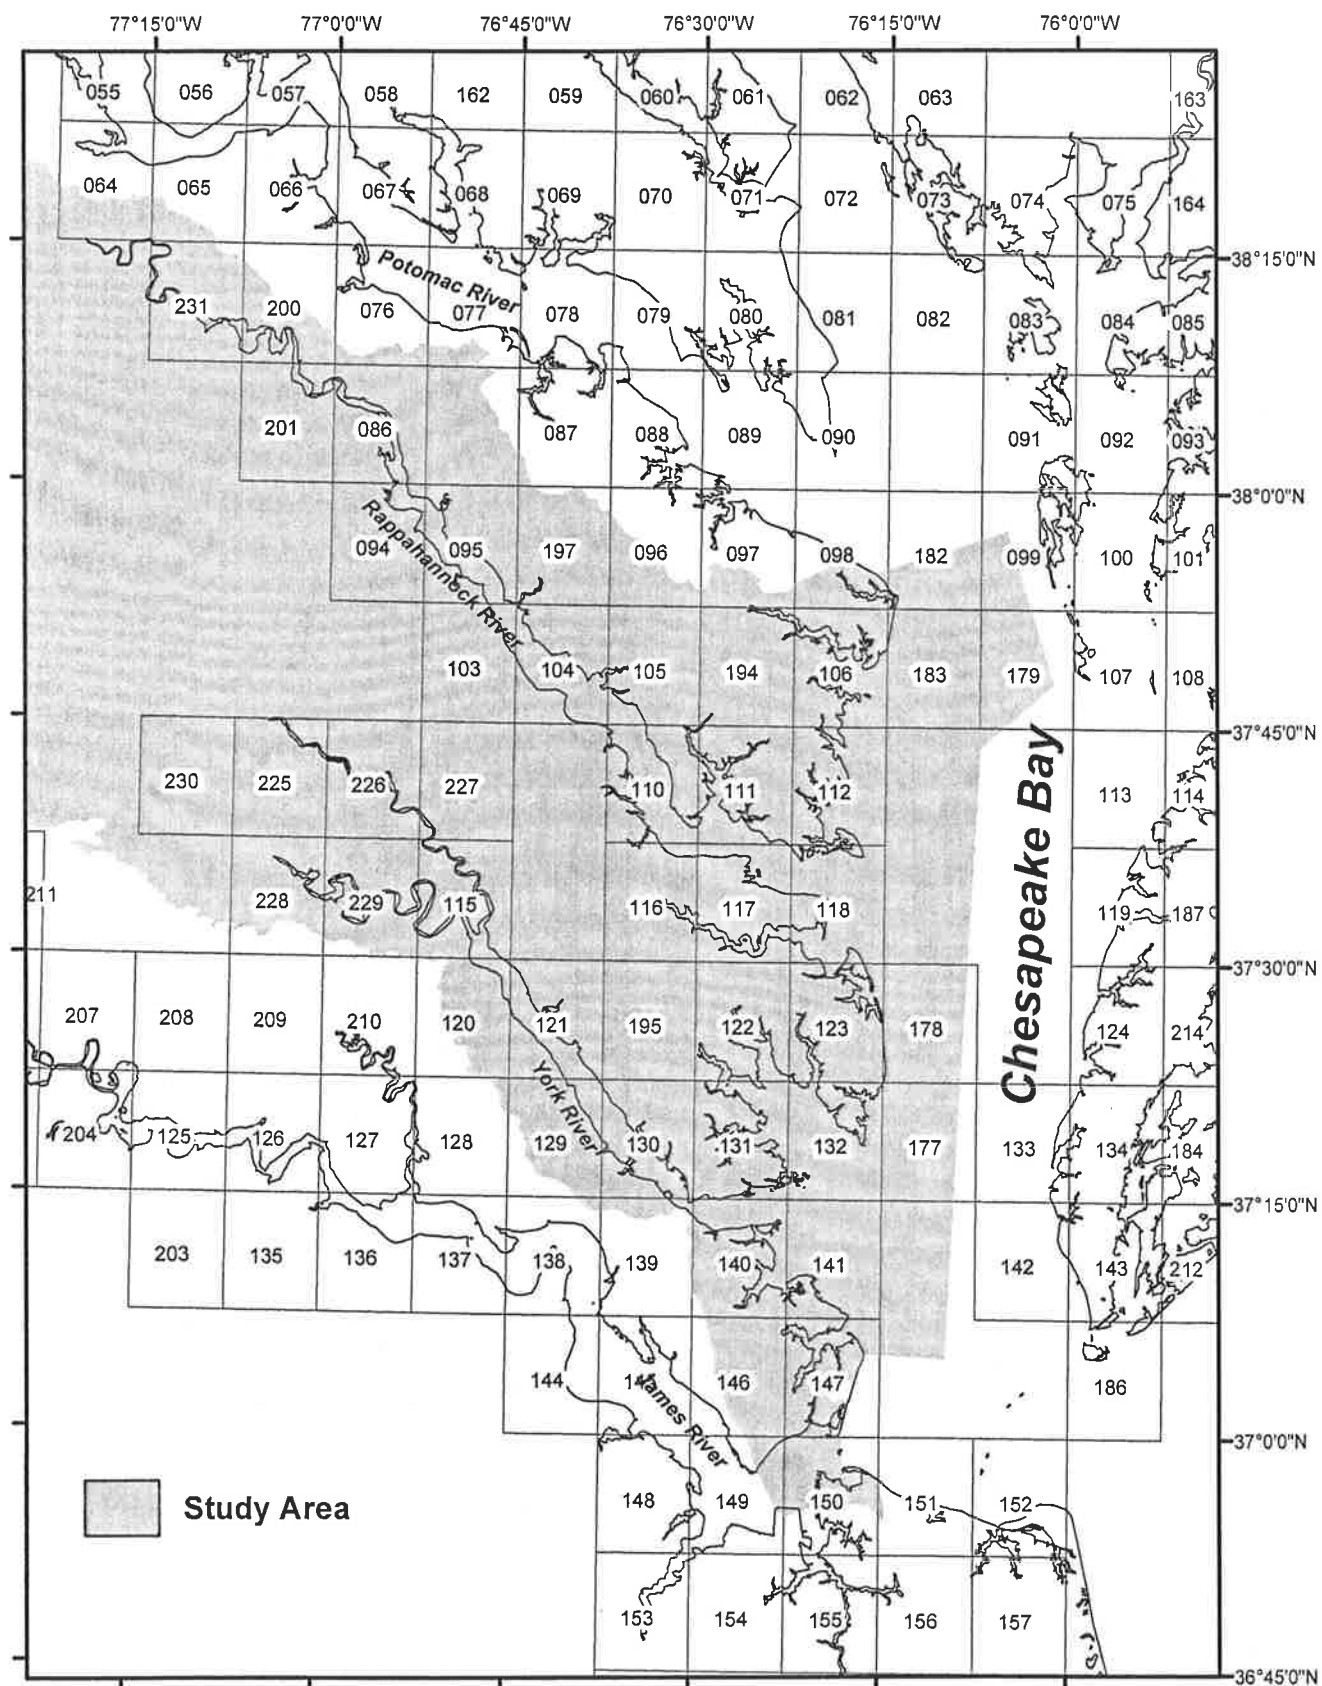 77°15'0"W 77°0'0"W 76°45'0"W 76°30'0"W 76°15'0"W 76°0'0"W
055 056 057 058 162 059 060 061 062 063 163
064 065 066 067 068 069 070 071 072 073 074 075 164
38°15'0"N
Potomac River
231 200 076 077 078 079 080 081 082 083 084 085
201 086 087 088 089 090 091 092 093
38°0'0"N
Rappahannock River
094 095 197 096 097 098 182 099 100 101
103 104 105 194 106 183 179 107 108
37°45'0"N
230 225 226 227 110 111 112 113 114
Chesapeake Bay
211 228 229 115 116 117 118 119 187
37°30'0"N
207 208 209 210 120 121 195 122 123 178 124 214
York River
204 125 126 127 128 129 130 131 132 177 133 134 184
37°15'0"N
203 135 136 137 138 139 140 141 142 143 212
144 146 147 186
James River
37°0'0"N
Study Area
148 149 150 151 152
153 154 155 156 157
36°45'0"N